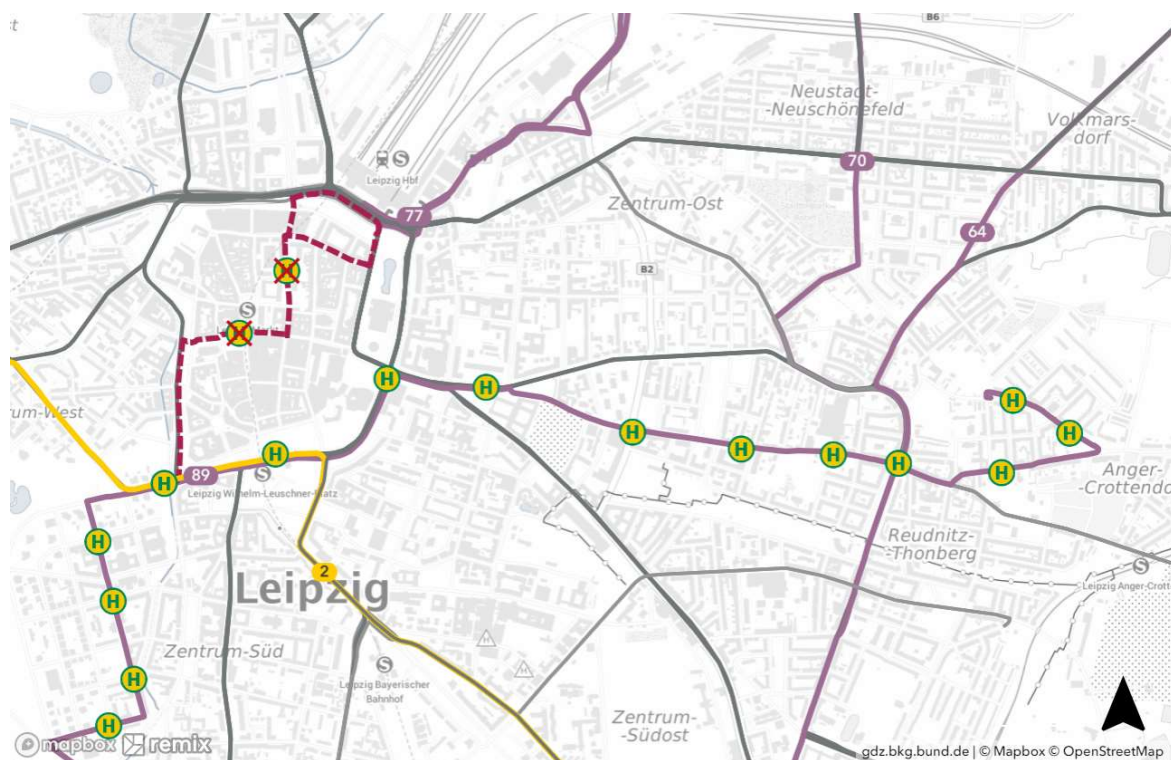 B6
Neustadt-
-Neuschönefeld
Volkmars-
dorf
Leipzig Hbf
70
Zentrum-Ost
77
64
B2
H
H
H
H
rum-West
H
H
H
H
H
H
H
89
H
Leipzig Wilhelm-Leuschner-Platz
Anger-
-Crottendo
H
Reudnitz-
-Thonberg
Leipzig Anger-Crott
2
Leipzig
H
Zentrum-Süd
H
Leipzig Bayerischer
Bahnhof
H
Zentrum-
-Südost
mapbox remix
gdz.bkg.bund.de | © Mapbox © OpenStreetMap